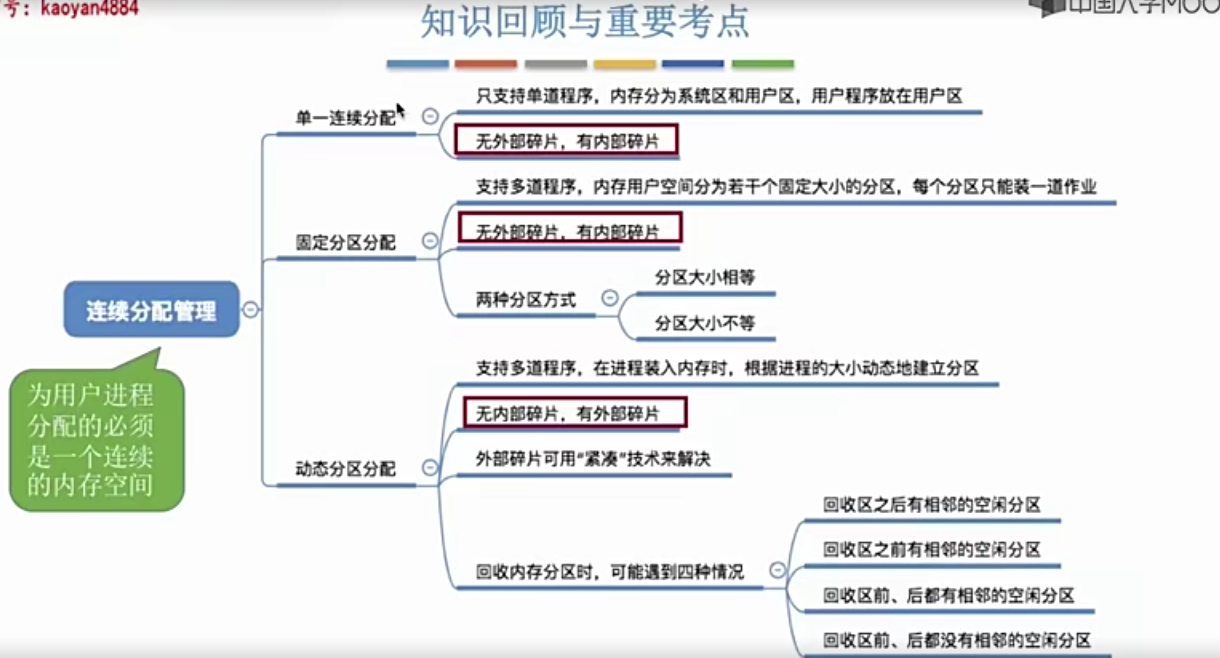 号：kaoyan4884
中国大学MOO
知识回顾与重要考点
连续分配管理
为用户进程
分配的必须
是一个连续
的内存空间
单一连续分配
只支持单道程序，内存分为系统区和用户区，用户程序放在用户区
无外部碎片，有内部碎片
固定分区分配
支持多道程序，内存用户空间分为若干个固定大小的分区，每个分区只能装一道作业
无外部碎片，有内部碎片
两种分区方式
分区大小相等
分区大小不等
动态分区分配
支持多道程序，在进程装入内存时，根据进程的大小动态地建立分区
无内部碎片，有外部碎片
外部碎片可用“紧凑”技术来解决
回收内存分区时，可能遇到四种情况
回收区之后有相邻的空闲分区
回收区之前有相邻的空闲分区
回收区前、后都有相邻的空闲分区
回收区前、后都没有相邻的空闲分区